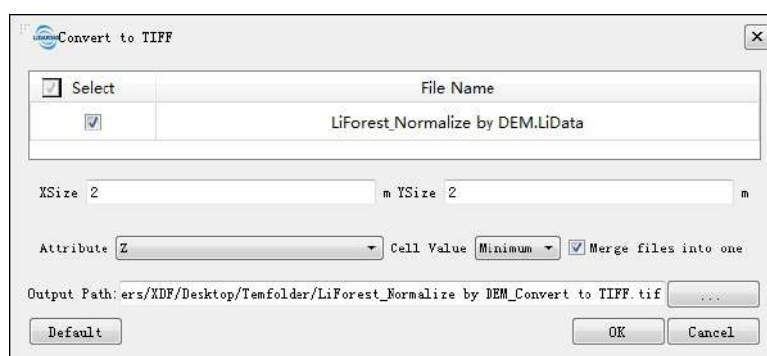 Convert to TIFF
Select File Name
LiForest_Normalize by DEM.LiData
XSize 2 m YSize 2 m
Attribute Z Cell Value Minimum Merge files into one
Output Path: ers/XDF/Desktop/Temfolder/LiForest_Normalize by DEM_Convert to TIFF.tif ...
Default OK Cancel